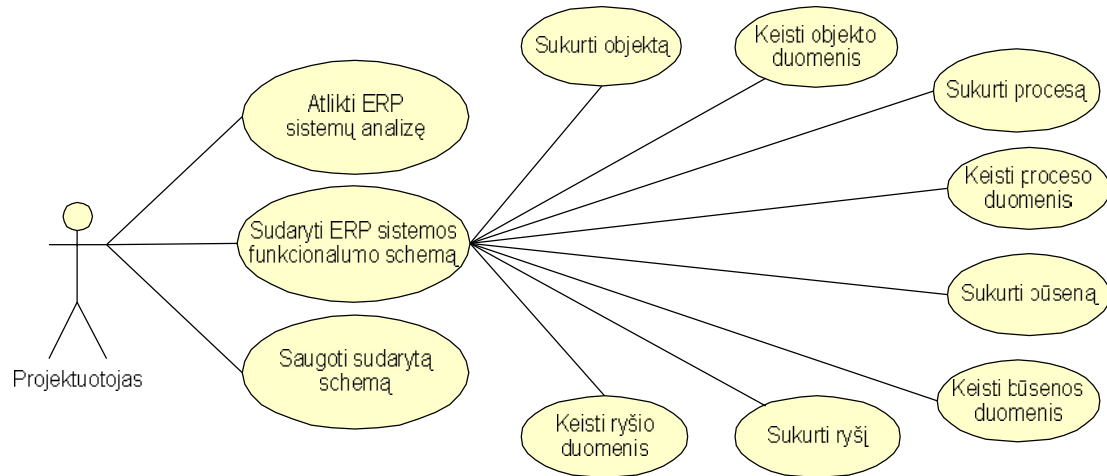 Sukurti objektą
Keisti objekto
duomenis
Atlikti ERP
sistemų analizę
Sukurti procesą
Keisti proceso
duomenis
Sudaryti ERP sistemos
funkcionalumo schemą
Sukurti būseną
Saugoti sudarytą
schemą
Projektuotojas
Keisti būsenos
duomenis
Keisti ryšio
duomenis
Sukurti ryšį